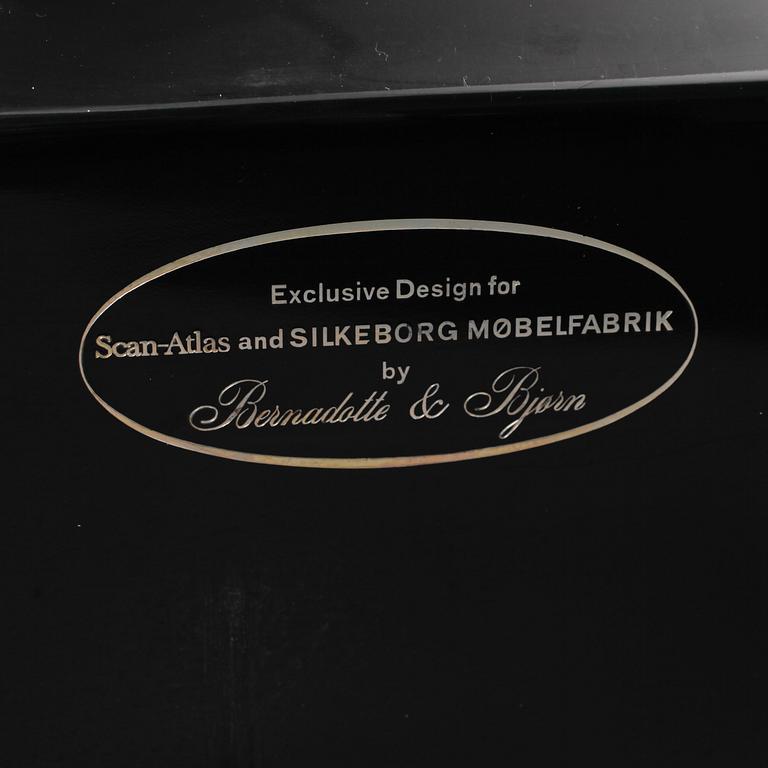 Exclusive Design for
Scan-Atlas and SILKEBORG MØBELFABRIK
by
Bernadotte & Bjørn